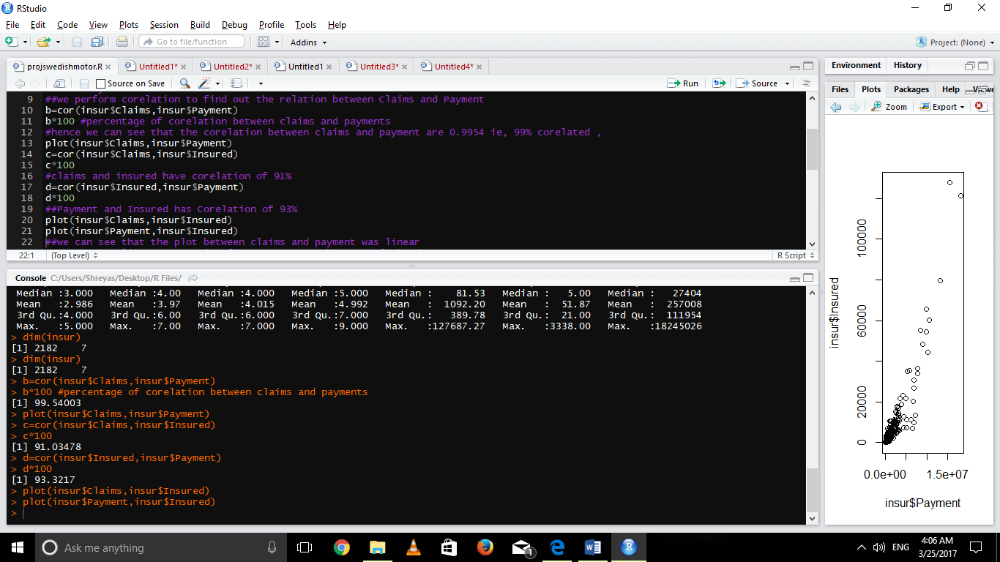 RStudio
File Edit Code View Plots Session Build Debug Profile Tools Help
Go to file/function Addins Project: (None)
projswedishmotor.R Untitled1* Untitled2* Untitled1 Untitled3* Untitled4*
Source on Save Run Source
9 ##we perform corelation to find out the relation between Claims and Payment
10 b=cor(insur$Claims,insur$Payment)
11 b*100 #percentage of corelation between claims and payments
12 #hence we can see that the corelation between claims and payment are 0.9954 ie, 99% corelated ,
13 plot(insur$Claims,insur$Payment)
14 c=cor(insur$Claims,insur$Insured)
15 c*100
16 #claims and insured have corelation of 91%
17 d=cor(insur$Insured,insur$Payment)
18 d*100
19 ##Payment and Insured has Corelation of 93%
20 plot(insur$Claims,insur$Insured)
21 plot(insur$Payment,insur$Insured)
22 ##we can see that the plot between claims and payment was linear
22:1 (Top Level) R Script
Console C:/Users/Shreyas/Desktop/R Files/
Median :3.000 Median :4.00 Median :4.000 Median :5.000 Median : 81.53 Median : 5.00 Median : 27404
Mean :2.986 Mean :3.97 Mean :4.015 Mean :4.992 Mean : 1092.20 Mean : 51.87 Mean : 257008
3rd Qu.:4.000 3rd Qu.:6.00 3rd Qu.:6.000 3rd Qu.:7.000 3rd Qu.: 389.78 3rd Qu.: 21.00 3rd Qu.: 111954
Max. :5.000 Max. :7.00 Max. :7.000 Max. :9.000 Max. :127687.27 Max. :3338.00 Max. :18245026
> dim(insur)
[1] 2182 7
> dim(insur)
[1] 2182 7
> b=cor(insur$Claims,insur$Payment)
> b*100 #percentage of corelation between claims and payments
[1] 99.54003
> plot(insur$Claims,insur$Payment)
> c=cor(insur$Claims,insur$Insured)
> c*100
[1] 91.03478
> d=cor(insur$Insured,insur$Payment)
> d*100
[1] 93.3217
> plot(insur$Claims,insur$Insured)
> plot(insur$Payment,insur$Insured)
>
Environment History
Files Plots Packages Help
Zoom Export
insur$Insured
100000
60000
20000
0
0.0e+00 1.5e+07
insur$Payment
Ask me anything
1
ENG
4:06 AM
3/25/2017